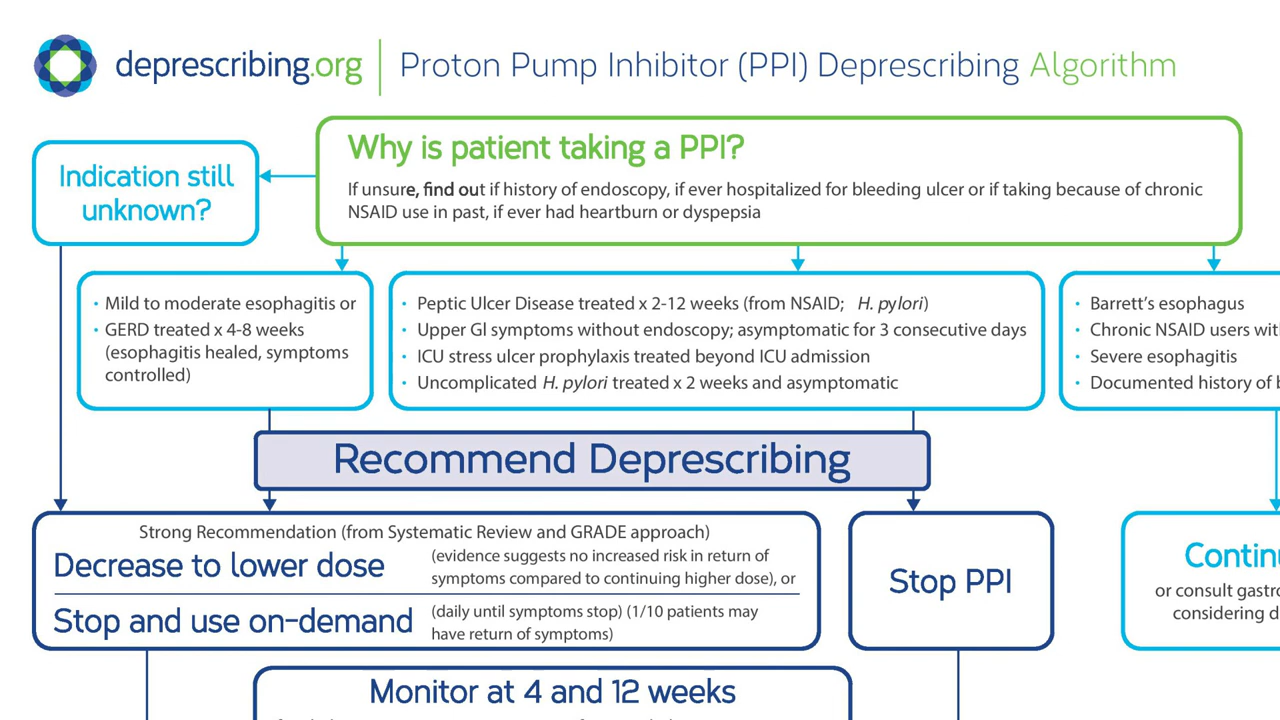 deprescribing.org | Proton Pump Inhibitor (PPI) Deprescribing Algorithm
Why is patient taking a PPI?
If unsure, find out if history of endoscopy, if ever hospitalized for bleeding ulcer or if taking because of chronic
NSAID use in past, if ever had heartburn or dyspepsia
Indication still
unknown?
• Mild to moderate esophagitis or
• GERD treated x 4-8 weeks
(esophagitis healed, symptoms
controlled)
• Peptic Ulcer Disease treated x 2-12 weeks (from NSAID; H. pylori)
• Upper GI symptoms without endoscopy; asymptomatic for 3 consecutive days
• ICU stress ulcer prophylaxis treated beyond ICU admission
• Uncomplicated H. pylori treated x 2 weeks and asymptomatic
• Barrett's esophagus
• Chronic NSAID users
• Severe esophagitis
• Documented history of
Recommend Deprescribing
Strong Recommendation (from Systematic Review and GRADE approach)
Decrease to lower dose
(evidence suggests no increased risk in return of
symptoms compared to continuing higher dose), or
Stop and use on-demand
(daily until symptoms stop) (1/10 patients may
have return of symptoms)
Stop PPI
or consult
considering
Monitor at 4 and 12 weeks